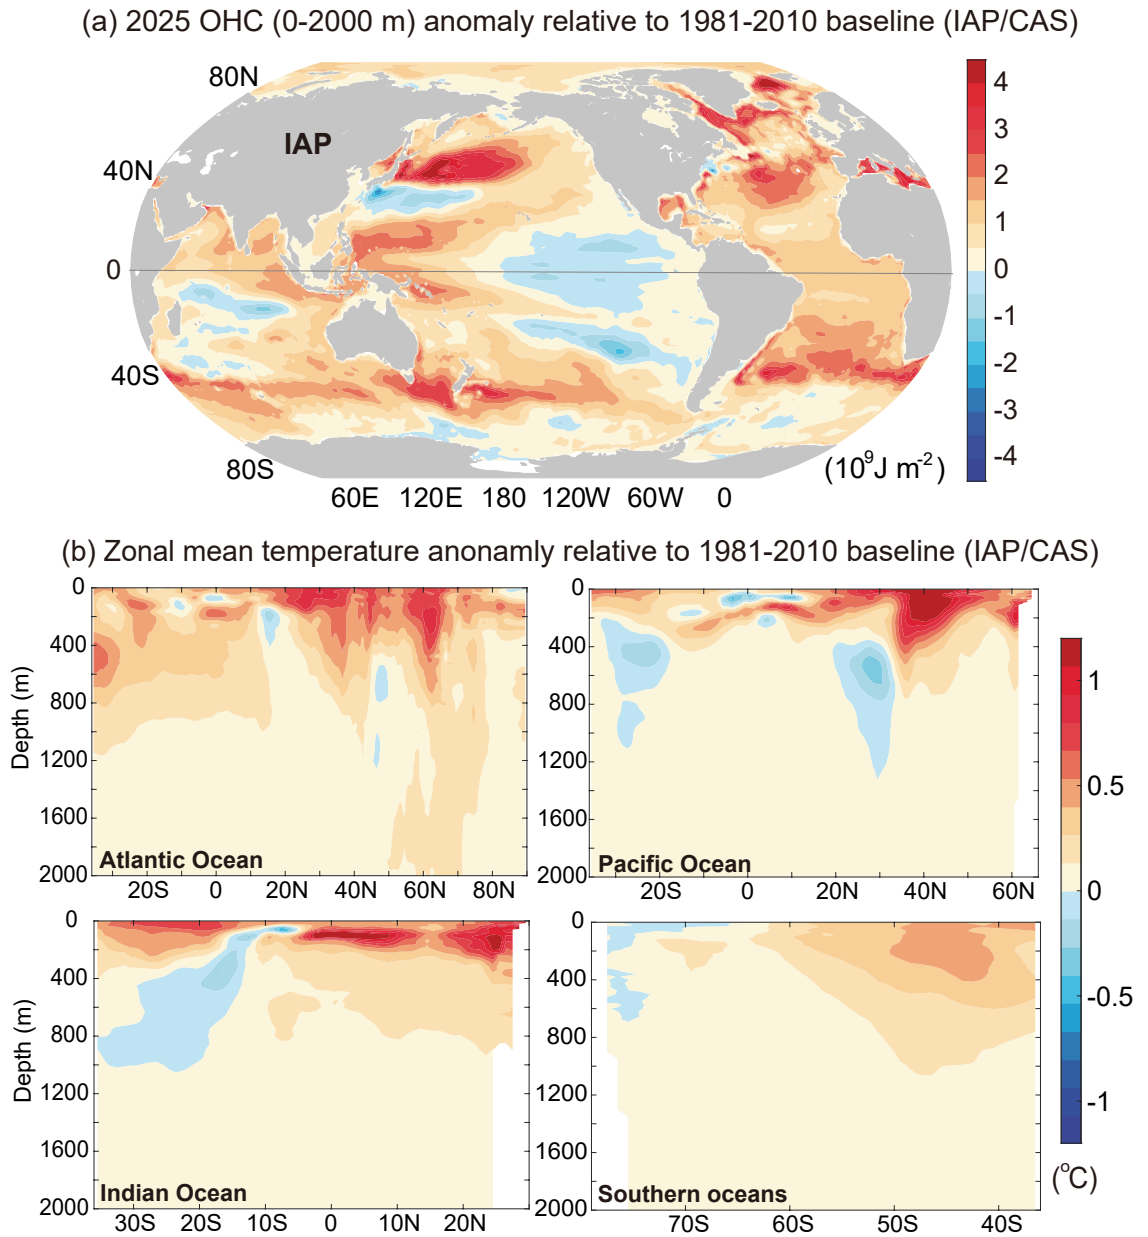 (a) 2025 OHC (0-2000 m) anomaly relative to 1981-2010 baseline (IAP/CAS)
80N
40N
0
40S
80S
IAP
60E 120E 180 120W 60W 0
(10⁹J m⁻²)
4
3
2
1
0
-1
-2
-3
-4
(b) Zonal mean temperature anonamly relative to 1981-2010 baseline (IAP/CAS)
Depth (m)
0
400
800
1200
1600
2000
Atlantic Ocean
20S 0 20N 40N 60N 80N
0
400
800
1200
1600
2000
Pacific Ocean
20S 0 20N 40N 60N
Depth (m)
0
400
800
1200
1600
2000
Indian Ocean
30S 20S 10S 0 10N 20N
0
400
800
1200
1600
2000
Southern oceans
70S 60S 50S 40S
1
0.5
0
-0.5
-1
(°C)